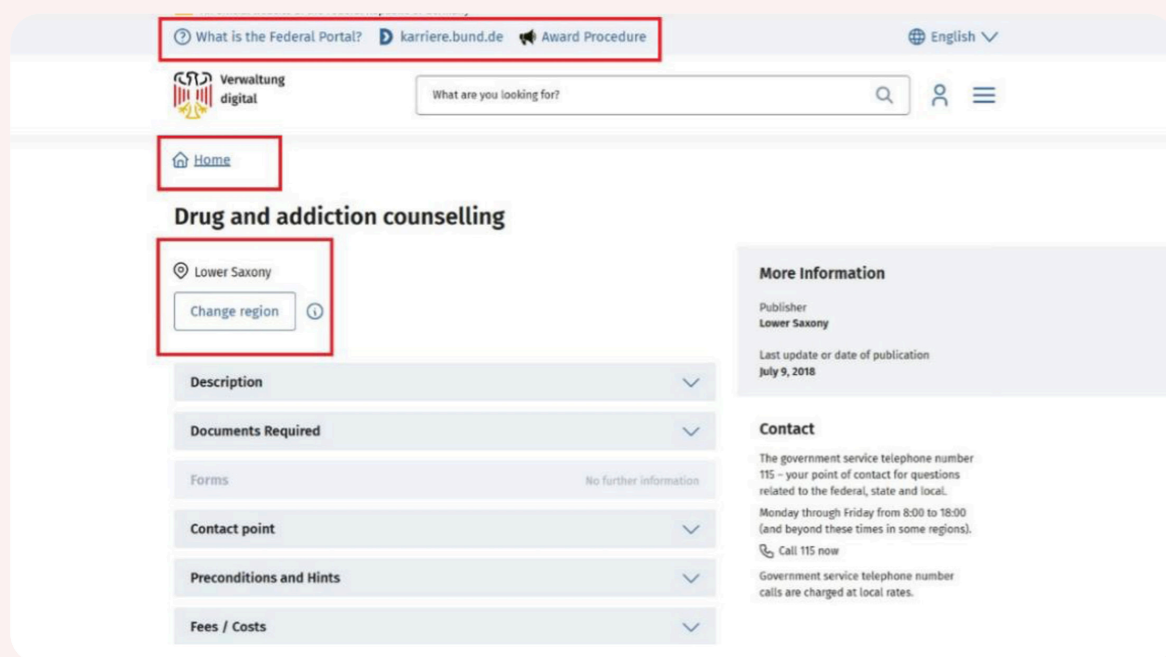 What is the Federal Portal? karriere.bund.de Award Procedure English
Verwaltung
digital
What are you looking for?
Home
Drug and addiction counselling
Lower Saxony
Change region
Description
Documents Required
Forms No further information
Contact point
Preconditions and Hints
Fees / Costs
More Information
Publisher
Lower Saxony
Last update or date of publication
July 9, 2018
Contact
The government service telephone number
115 – your point of contact for questions
related to the federal, state and local.
Monday through Friday from 8:00 to 18:00
(and beyond these times in some regions).
Call 115 now
Government service telephone number
calls are charged at local rates.